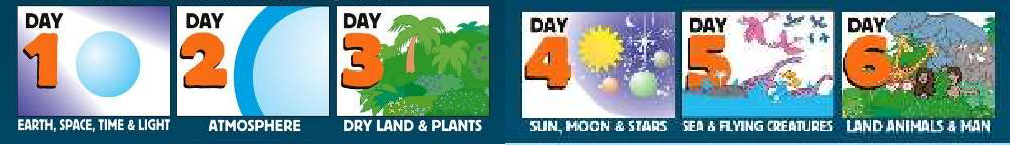 DAY 1
EARTH, SPACE, TIME & LIGHT
DAY 2
ATMOSPHERE
DAY 3
DRY LAND & PLANTS
DAY 4
SUN, MOON & STARS
DAY 5
SEA & FLYING CREATURES
DAY 6
LAND ANIMALS & MAN